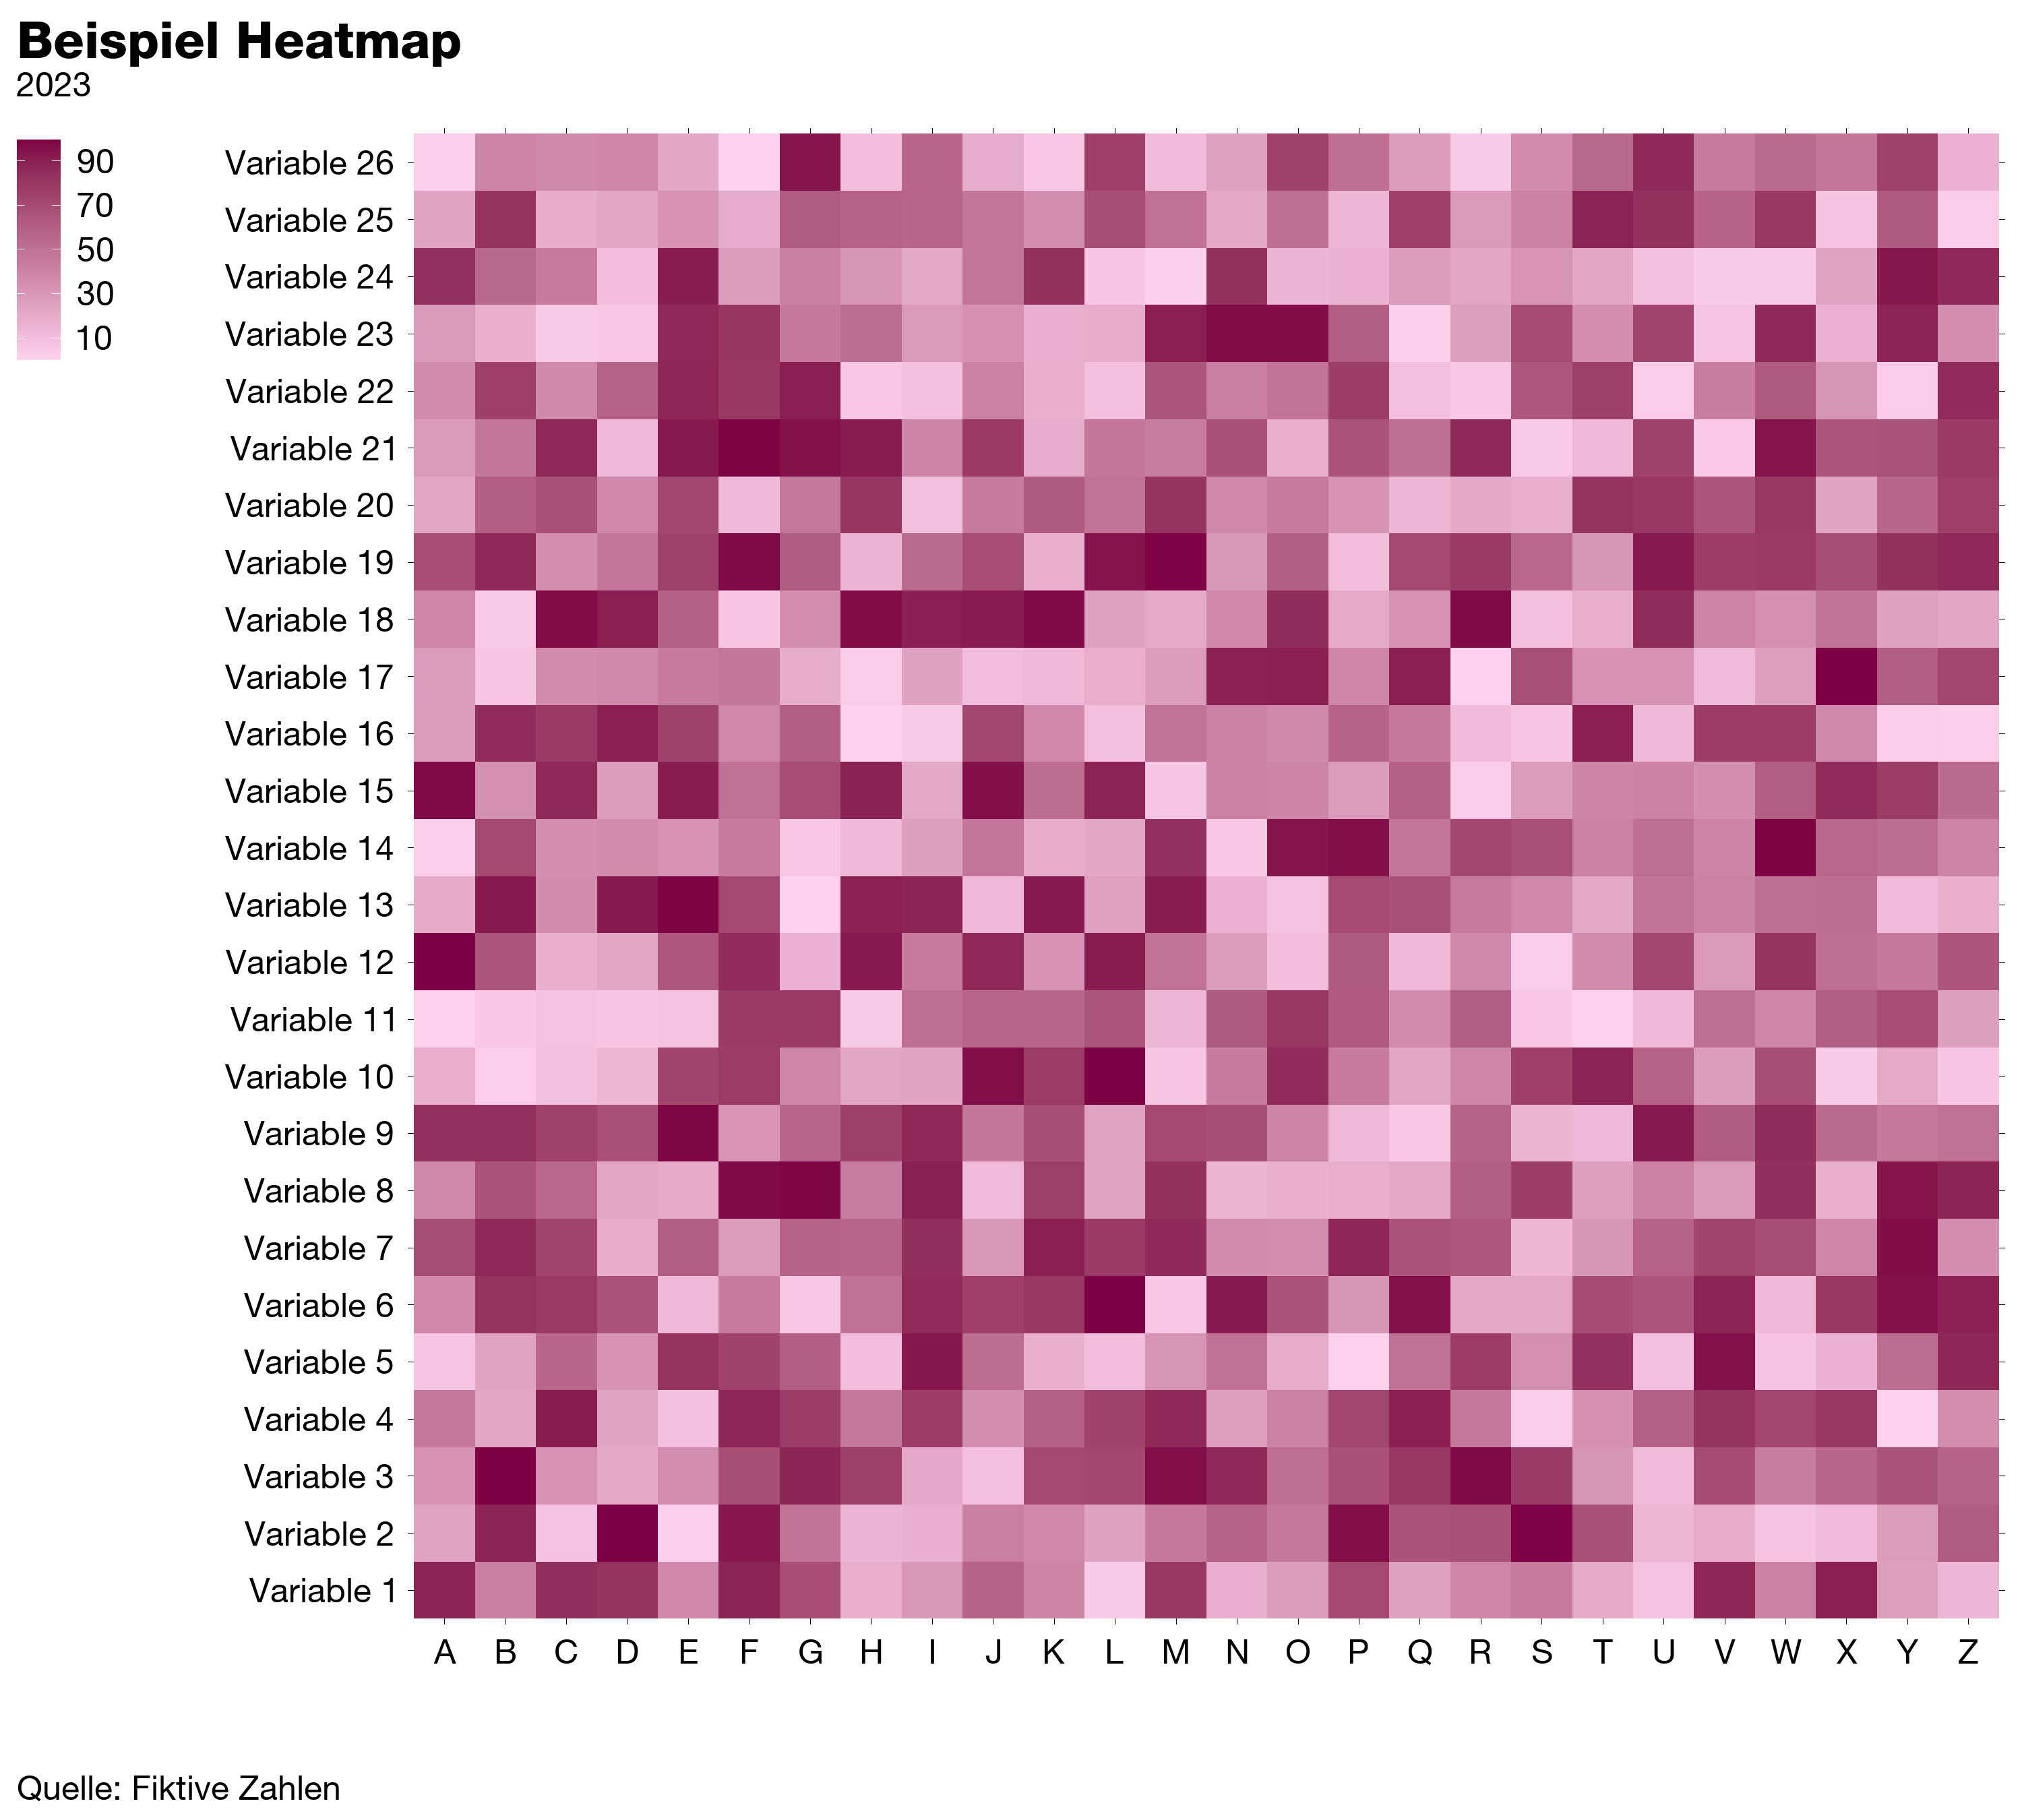 Beispiel Heatmap
2023
90
70
50
30
10
Variable 26
Variable 25
Variable 24
Variable 23
Variable 22
Variable 21
Variable 20
Variable 19
Variable 18
Variable 17
Variable 16
Variable 15
Variable 14
Variable 13
Variable 12
Variable 11
Variable 10
Variable 9
Variable 8
Variable 7
Variable 6
Variable 5
Variable 4
Variable 3
Variable 2
Variable 1
A B C D E F G H I J K L M N O P Q R S T U V W X Y Z
Quelle: Fiktive Zahlen